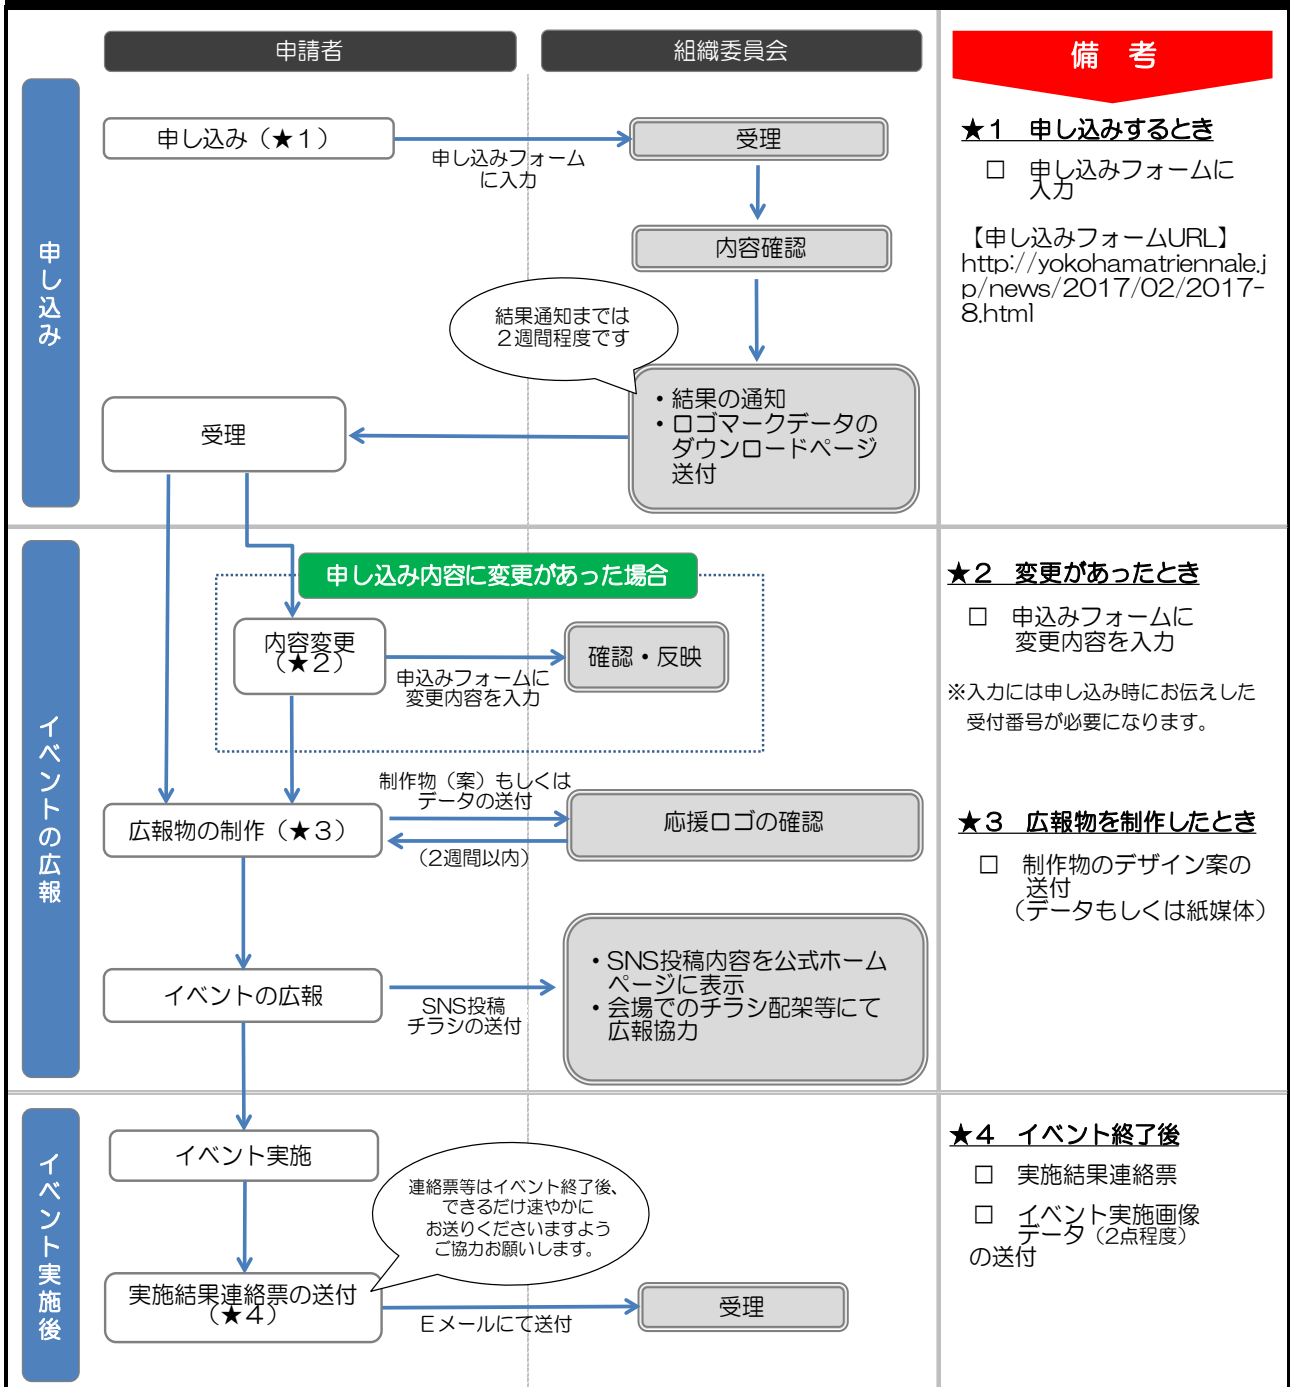 申請者
組織委員会
備　考
申し込み
申し込み（★１）
申し込みフォーム
に入力
受理
内容確認
結果通知までは
２週間程度です
・結果の通知
・ロゴマークデータの
ダウンロードページ
送付
受理
★１　申し込みするとき
□　申し込みフォームに
入力
【申し込みフォームURL】
http://yokohamatriennale.j
p/news/2017/02/2017-
8.html
イベントの広報
申し込み内容に変更があった場合
内容変更
（★２）
申込みフォームに
変更内容を入力
確認・反映
広報物の制作（★３）
制作物（案）もしくは
データの送付
（2週間以内）
応援ロゴの確認
イベントの広報
SNS投稿
チラシの送付
・SNS投稿内容を公式ホーム
ページに表示
・会場でのチラシ配架等にて
広報協力
★２　変更があったとき
□　申込みフォームに
変更内容を入力
※入力には申し込み時にお伝えした
受付番号が必要になります。
★３　広報物を制作したとき
□　制作物のデザイン案の
送付
（データもしくは紙媒体）
イベント実施後
イベント実施
連絡票等はイベント終了後、
できるだけ速やかに
お送りくださいますよう
ご協力お願いします。
実施結果連絡票の送付
（★４）
Ｅメールにて送付
受理
★４　イベント終了後
□　実施結果連絡票
□　イベント実施画像
データ（2点程度）
の送付